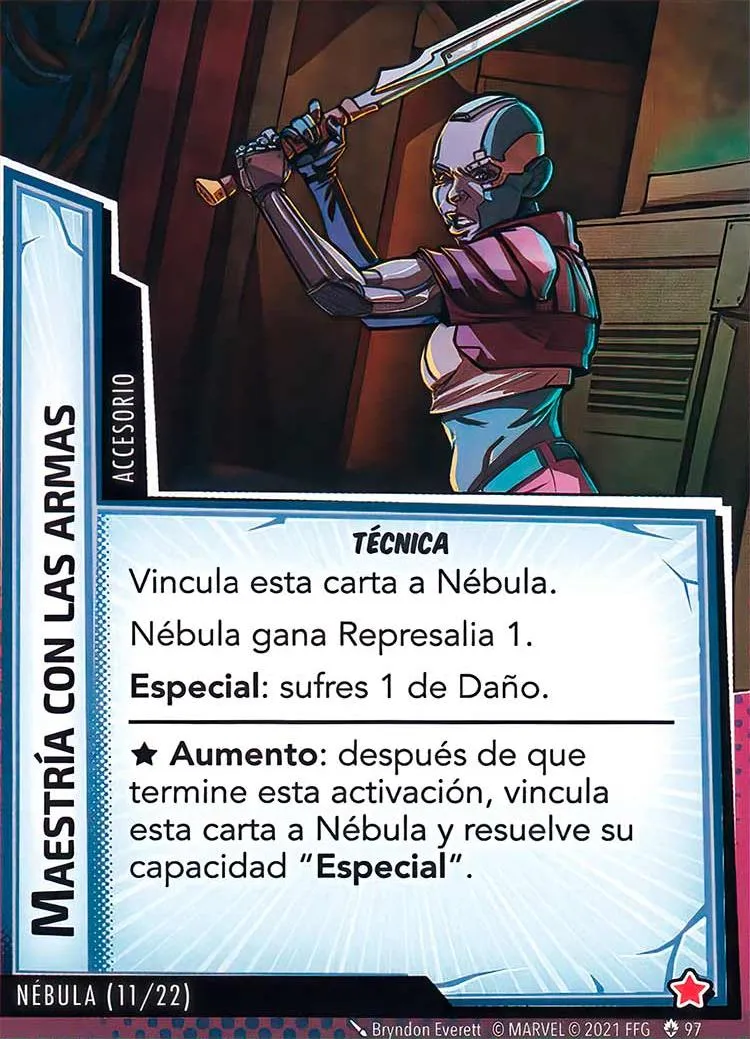 MAESTRÍA CON LAS ARMAS
ACCESORIO
TÉCNICA
Vincula esta carta a Nébula.
Nébula gana Represalia 1.
Especial: sufres 1 de Daño.
★ Aumento: después de que
termine esta activación, vincula
esta carta a Nébula y resuelve su
capacidad “Especial”.
NÉBULA (11/22)
Bryndon Everett © MARVEL © 2021 FFG 97